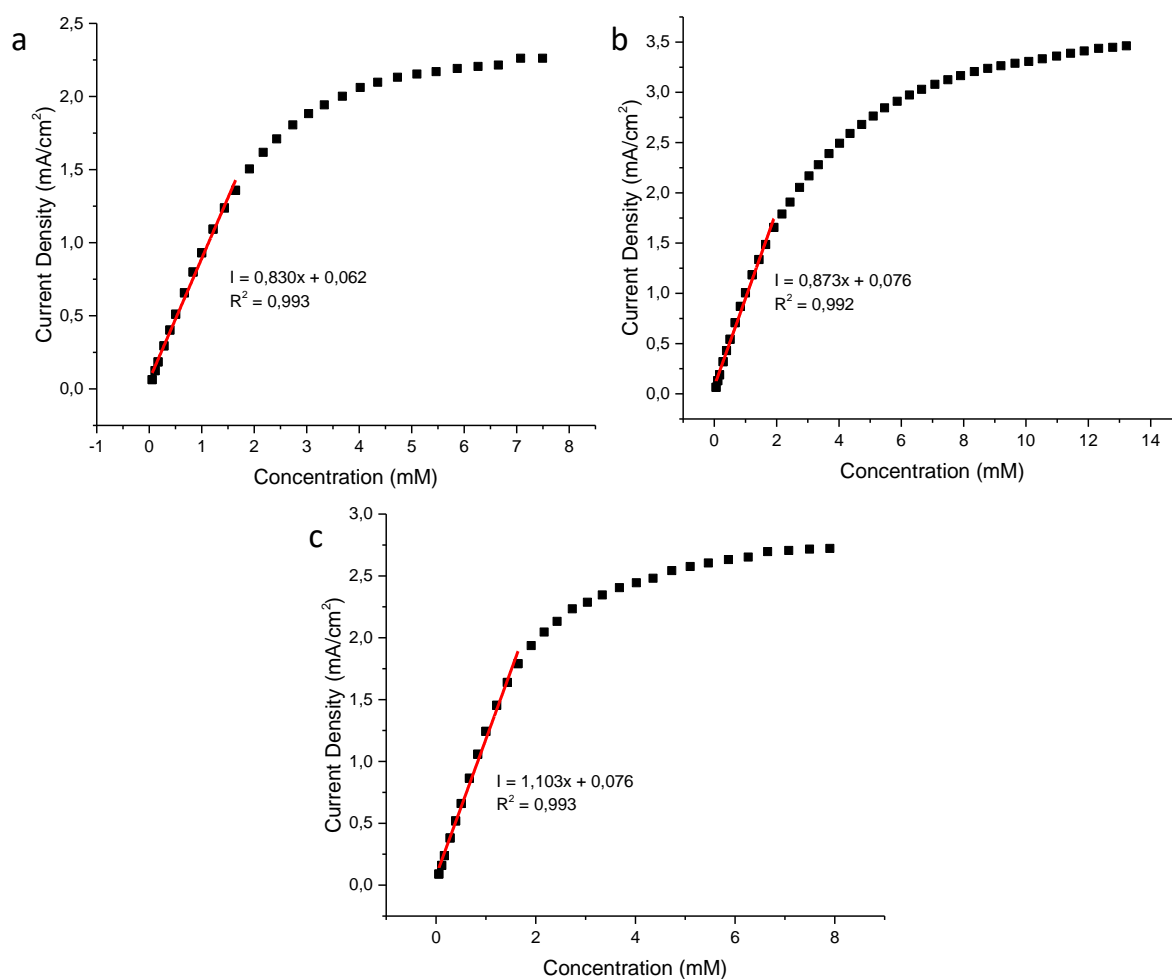 a
2,5
2,0
1,5
1,0
0,5
0,0
Current Density (mA/cm²)
I = 0,830x + 0,062
R² = 0,993
-1 0 1 2 3 4 5 6 7 8
Concentration (mM)
b
3,5
3,0
2,5
2,0
1,5
1,0
0,5
0,0
Current Density (mA/cm²)
I = 0,873x + 0,076
R² = 0,992
0 2 4 6 8 10 12 14
Concentration (mM)
c
3,0
2,5
2,0
1,5
1,0
0,5
0,0
Current Density (mA/cm²)
I = 1,103x + 0,076
R² = 0,993
0 2 4 6 8
Concentration (mM)